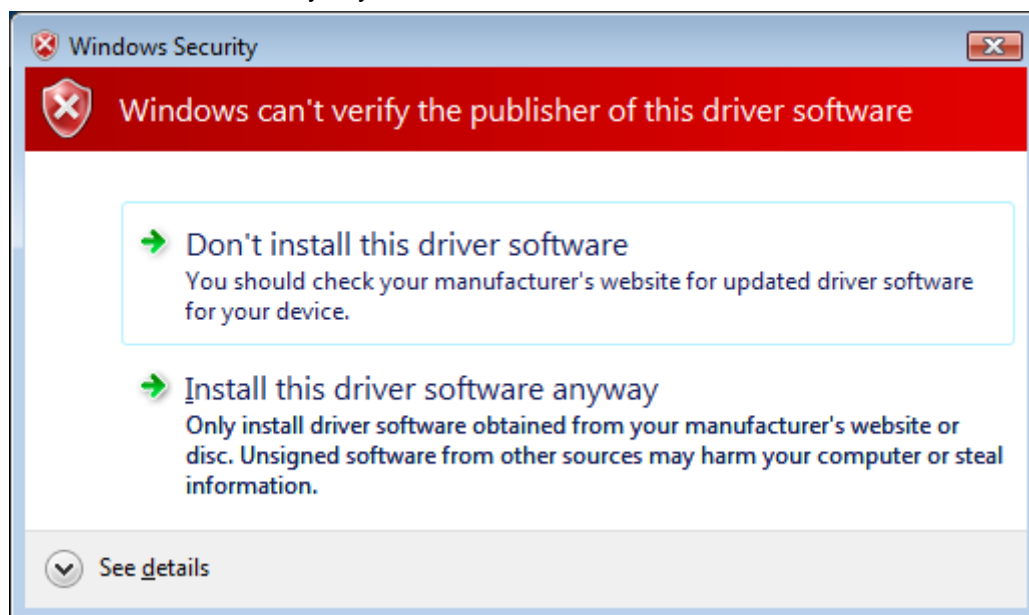 Windows Security
Windows can't verify the publisher of this driver software
Don't install this driver software
You should check your manufacturer's website for updated driver software
for your device.
Install this driver software anyway
Only install driver software obtained from your manufacturer's website or
disc. Unsigned software from other sources may harm your computer or steal
information.
See details